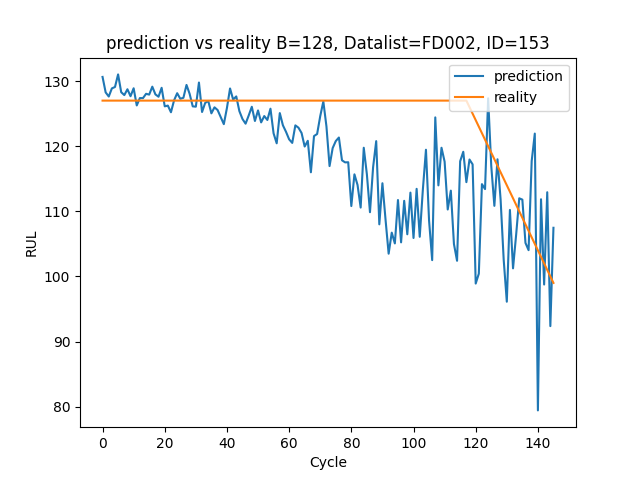 prediction vs reality B=128, Datalist=FD002, ID=153
prediction
reality
130
120
110
100
90
80
RUL
0 20 40 60 80 100 120 140
Cycle